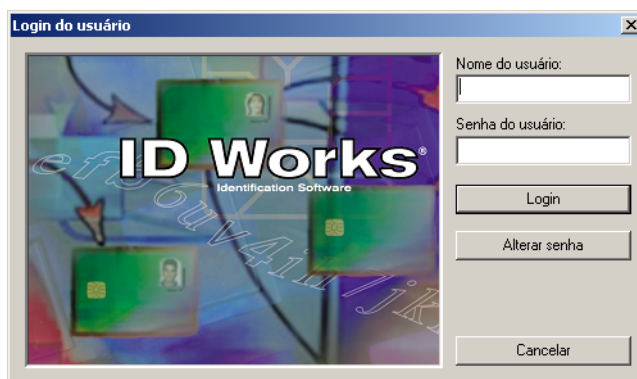 Login do usuário
Nome do usuário:
ID Works®
Identification Software
Senha do usuário:
Login
Alterar senha
Cancelar